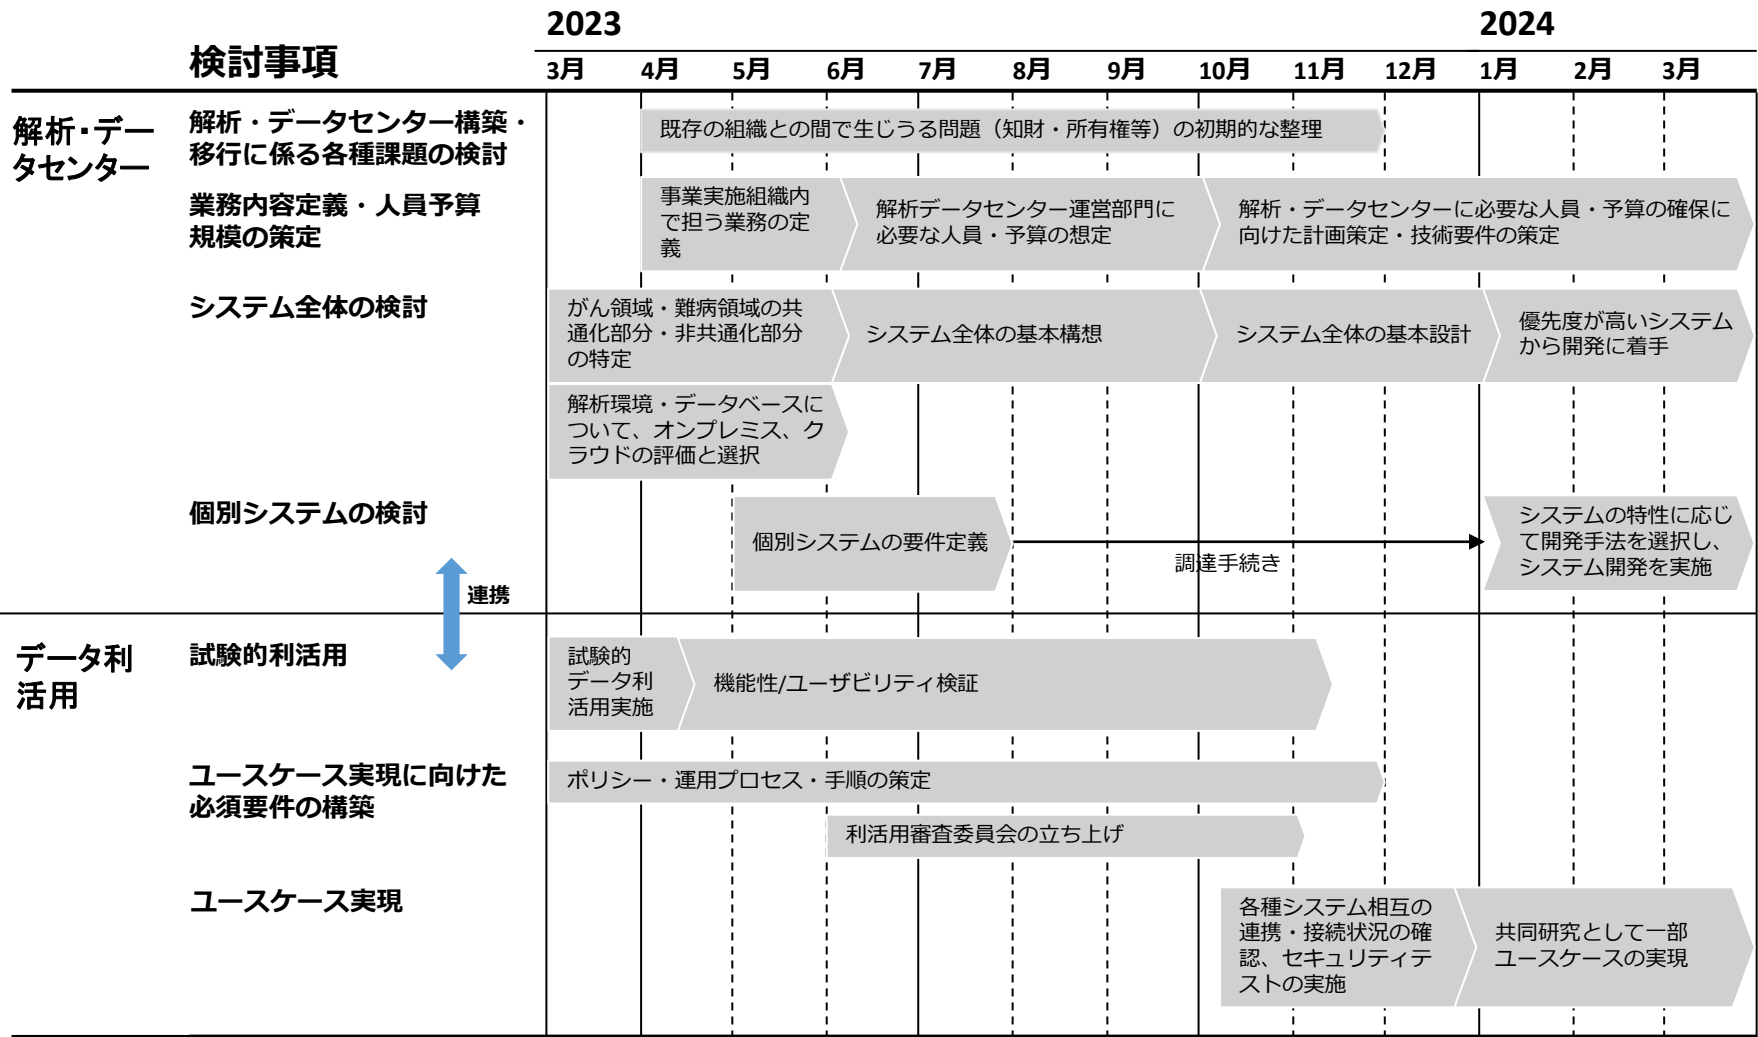 2023
2024
検討事項
3月 4月 5月 6月 7月 8月 9月 10月 11月 12月 1月 2月 3月
解析・デー
タセンター
解析・データセンター構築・
移行に係る各種課題の検討
既存の組織との間で生じうる問題（知財・所有権等）の初期的な整理
業務内容定義・人員予算
規模の策定
事業実施組織内
で担う業務の定
義
解析データセンター運営部門に
必要な人員・予算の想定
解析・データセンターに必要な人員・予算の確保に
向けた計画策定・技術要件の策定
システム全体の検討
がん領域・難病領域の共
通化部分・非共通化部分
の特定
システム全体の基本構想
システム全体の基本設計
優先度が高いシステム
から開発に着手
解析環境・データベースに
ついて、オンプレミス、ク
ラウドの評価と選択
個別システムの検討
個別システムの要件定義
調達手続き
システムの特性に応じ
て開発手法を選択し、
システム開発を実施
連携
データ利
活用
試験的利活用
試験的
データ利
活用実施
機能性/ユーザビリティ検証
ユースケース実現に向けた
必須要件の構築
ポリシー・運用プロセス・手順の策定
利活用審査委員会の立ち上げ
ユースケース実現
各種システム相互の
連携・接続状況の確
認、セキュリティテ
ストの実施
共同研究として一部
ユースケースの実現